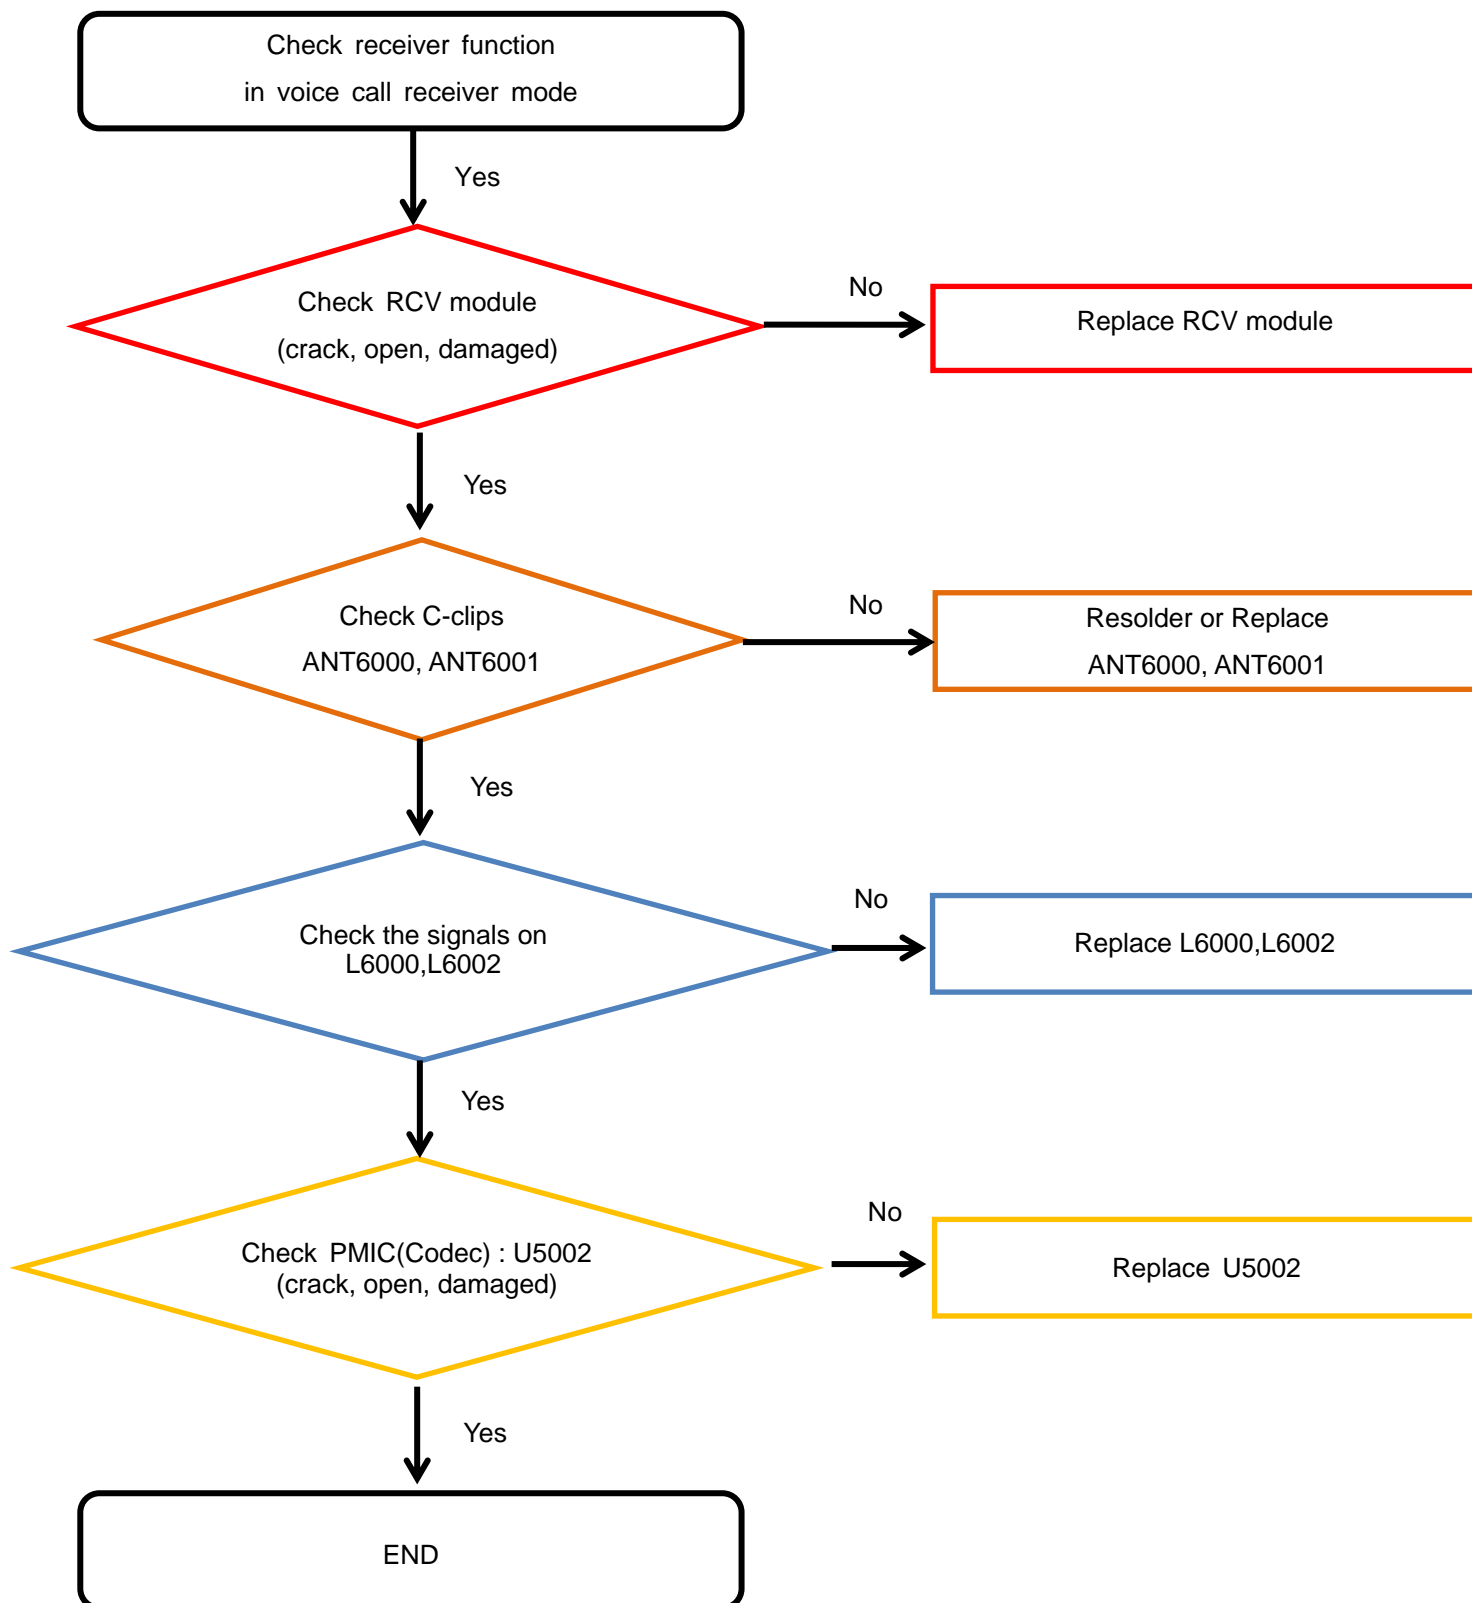 Check receiver function
in voice call receiver mode
Yes
Check RCV module
(crack, open, damaged)
No
Replace RCV module
Yes
Check C-clips
ANT6000, ANT6001
No
Resolder or Replace
ANT6000, ANT6001
Yes
Check the signals on
L6000,L6002
No
Replace L6000,L6002
Yes
Check PMIC(Codec) : U5002
(crack, open, damaged)
No
Replace U5002
Yes
END